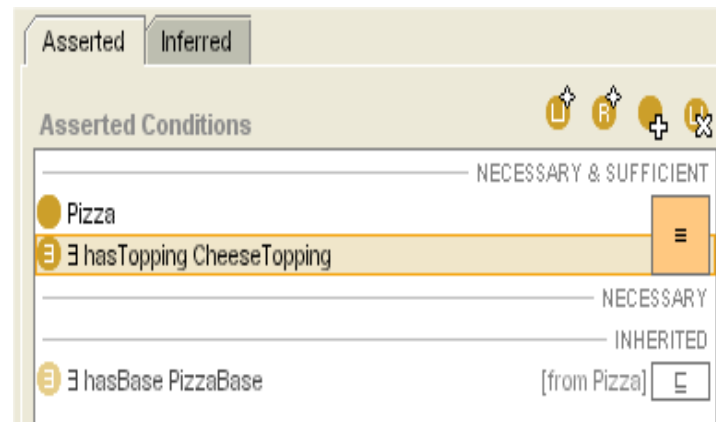 Asserted Inferred
Asserted Conditions
NECESSARY & SUFFICIENT
Pizza
≡
∃ ∃ hasTopping CheeseTopping
NECESSARY
INHERITED
∃ ∃ hasBase PizzaBase [from Pizza] ⊑